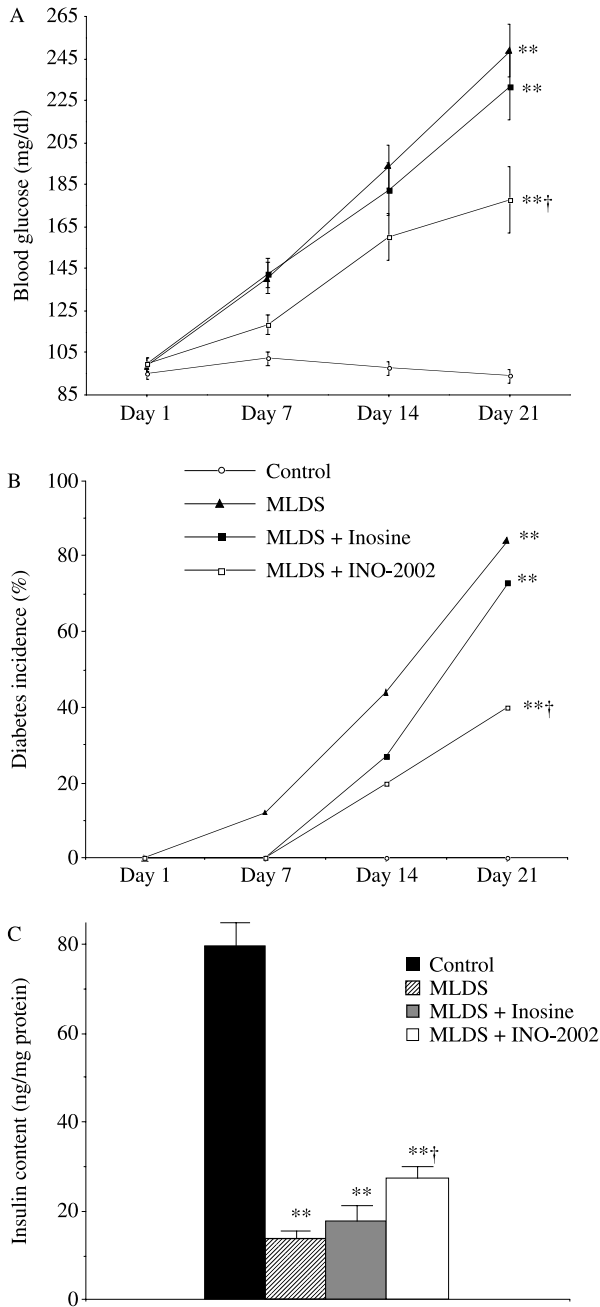 A
Blood glucose (mg/dl)
265
245
225
205
185
165
145
125
105
85
**
**
**†
Day 1 Day 7 Day 14 Day 21
B
Diabetes incidence (%)
100
80
60
40
20
0
Control
MLDS
MLDS + Inosine
MLDS + INO-2002
**
**
**†
Day 1 Day 7 Day 14 Day 21
C
Insulin content (ng/mg protein)
80
60
40
20
0
Control
MLDS
MLDS + Inosine
MLDS + INO-2002
**
**
**†